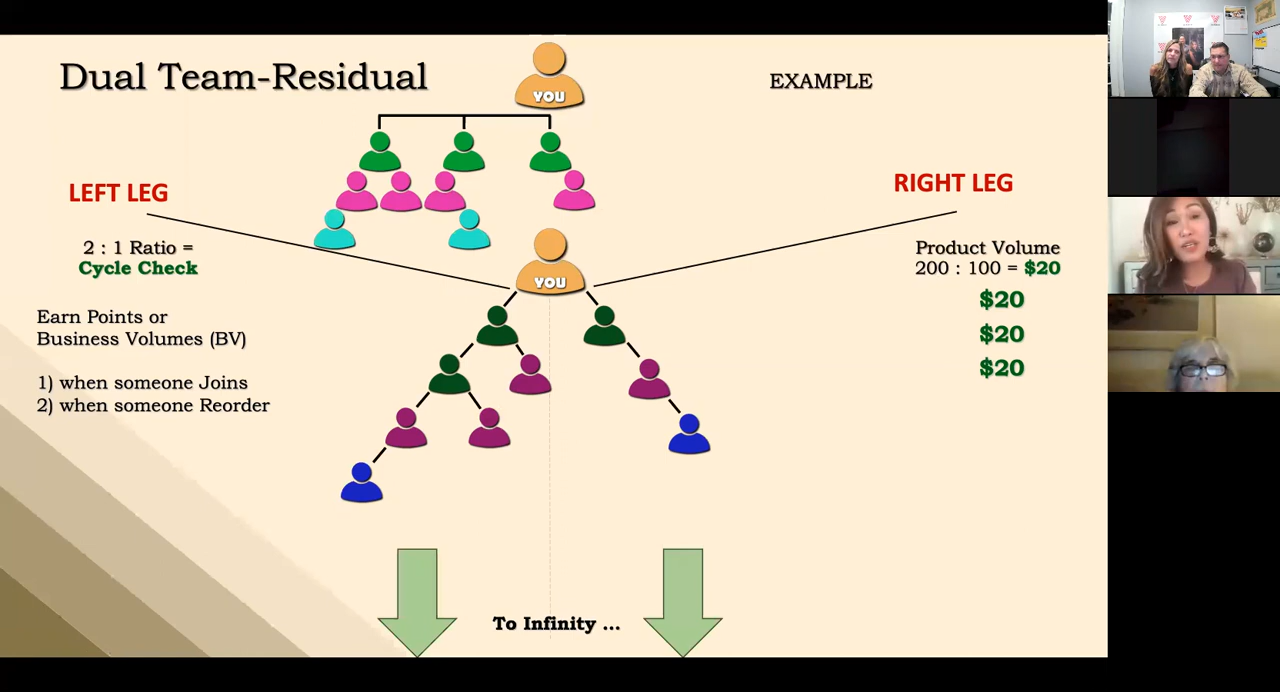 Dual Team-Residual
YOU
EXAMPLE
LEFT LEG
RIGHT LEG
2 : 1 Ratio =
Cycle Check
Product Volume
200 : 100 = $20
$20
$20
$20
YOU
Earn Points or
Business Volumes (BV)
1) when someone Joins
2) when someone Reorder
To Infinity ...